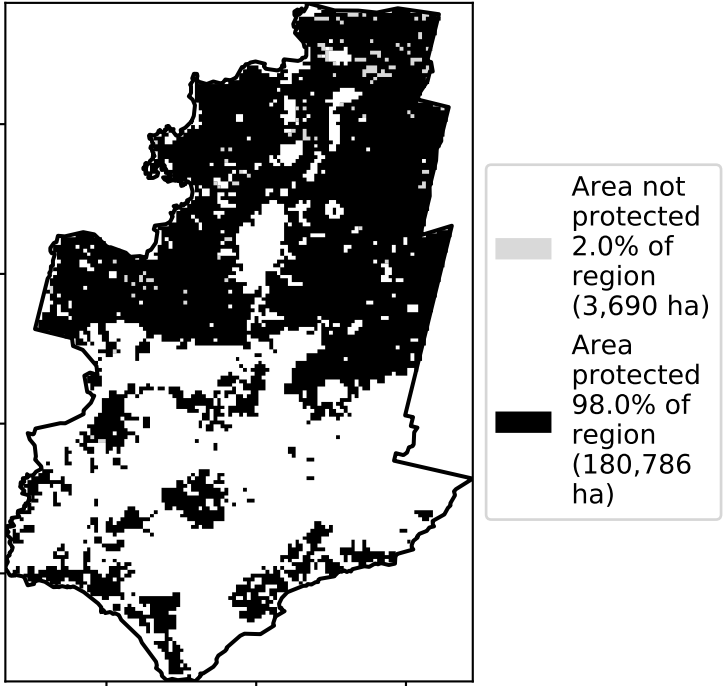 Area not
protected
2.0% of
region
(3,690 ha)
Area
protected
98.0% of
region
(180,786
ha)